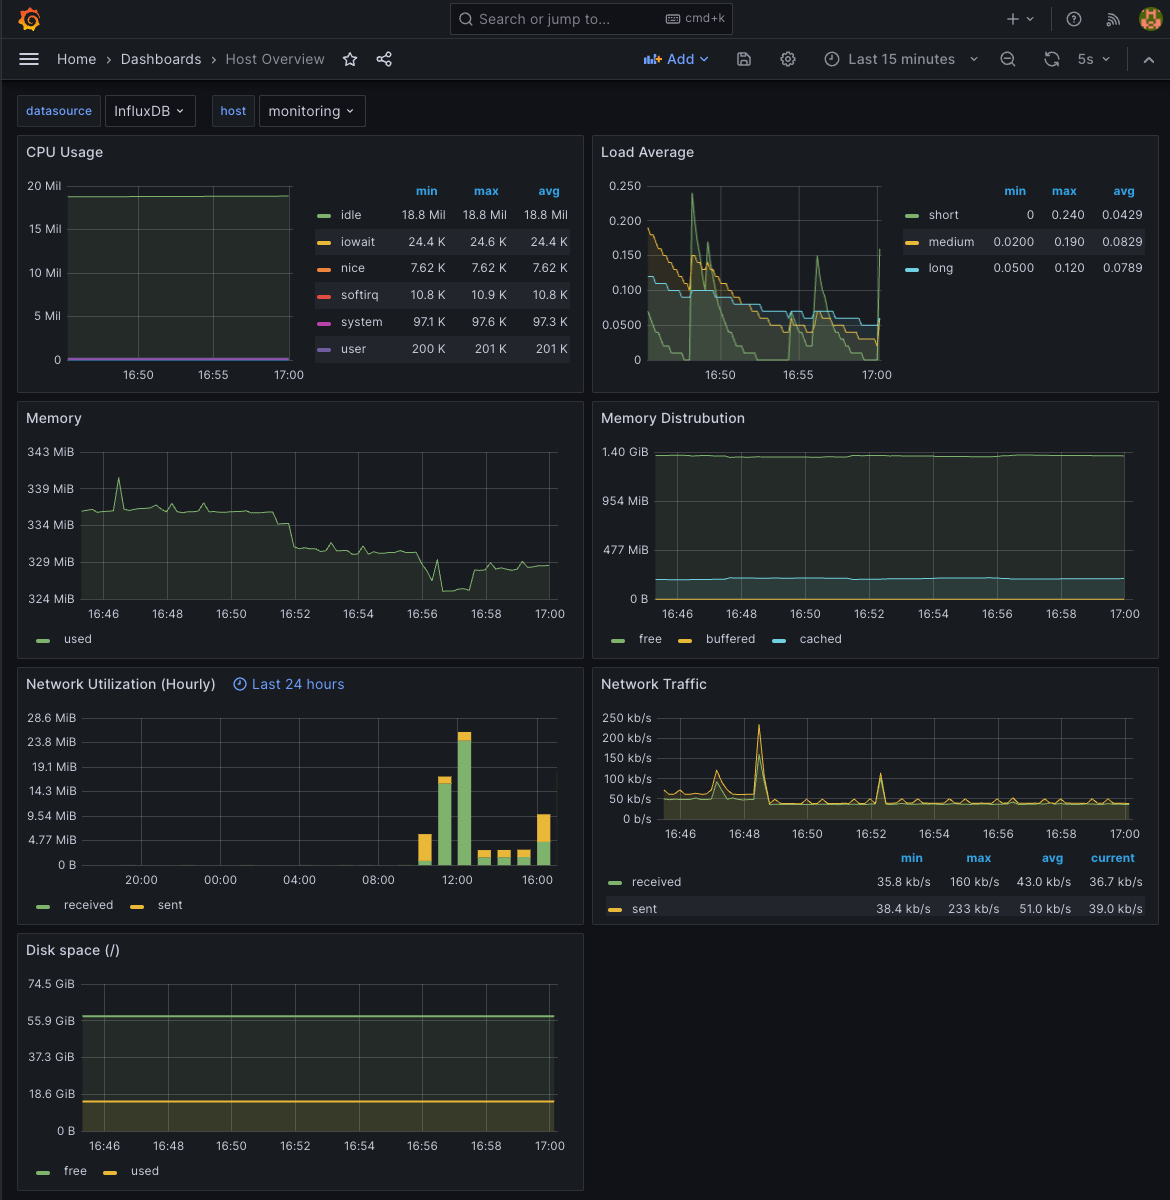 Search or jump to... cmd+k
Home › Dashboards › Host Overview
Add
Last 15 minutes
5s
datasource InfluxDB host monitoring
CPU Usage
20 Mil
15 Mil
10 Mil
5 Mil
0
16:50 16:55 17:00
min max avg
idle 18.8 Mil 18.8 Mil 18.8 Mil
iowait 24.4 K 24.6 K 24.4 K
nice 7.62 K 7.62 K 7.62 K
softirq 10.8 K 10.9 K 10.8 K
system 97.1 K 97.6 K 97.3 K
user 200 K 201 K 201 K
Load Average
0.250
0.200
0.150
0.100
0.0500
0
16:50 16:55 17:00
min max avg
short 0 0.240 0.0429
medium 0.0200 0.190 0.0829
long 0.0500 0.120 0.0789
Memory
343 MiB
339 MiB
334 MiB
329 MiB
324 MiB
16:46 16:48 16:50 16:52 16:54 16:56 16:58 17:00
used
Memory Distrubution
1.40 GiB
954 MiB
477 MiB
0 B
16:46 16:48 16:50 16:52 16:54 16:56 16:58 17:00
free buffered cached
Network Utilization (Hourly) Last 24 hours
28.6 MiB
23.8 MiB
19.1 MiB
14.3 MiB
9.54 MiB
4.77 MiB
0 B
20:00 00:00 04:00 08:00 12:00 16:00
received sent
Network Traffic
250 kb/s
200 kb/s
150 kb/s
100 kb/s
50 kb/s
0 b/s
16:46 16:48 16:50 16:52 16:54 16:56 16:58 17:00
min max avg current
received 35.8 kb/s 160 kb/s 43.0 kb/s 36.7 kb/s
sent 38.4 kb/s 233 kb/s 51.0 kb/s 39.0 kb/s
Disk space (/)
74.5 GiB
55.9 GiB
37.3 GiB
18.6 GiB
0 B
16:46 16:48 16:50 16:52 16:54 16:56 16:58 17:00
free used